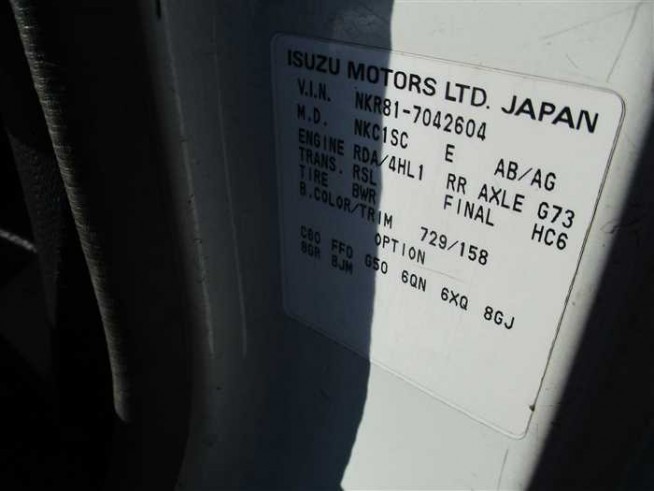 ISUZU MOTORS LTD. JAPAN
V.I.N. NKR81-7042604
M.D. NKC1SC E AB/AG
ENGINE RDA/4HL1 RR AXLE G73
TRANS. RSL FINAL HC6
TIRE 8WR
B.COLOR/TRIM 729/158
OPTION
C60 FF0 G50 6QN 6XQ 8GJ
8GR 8JM